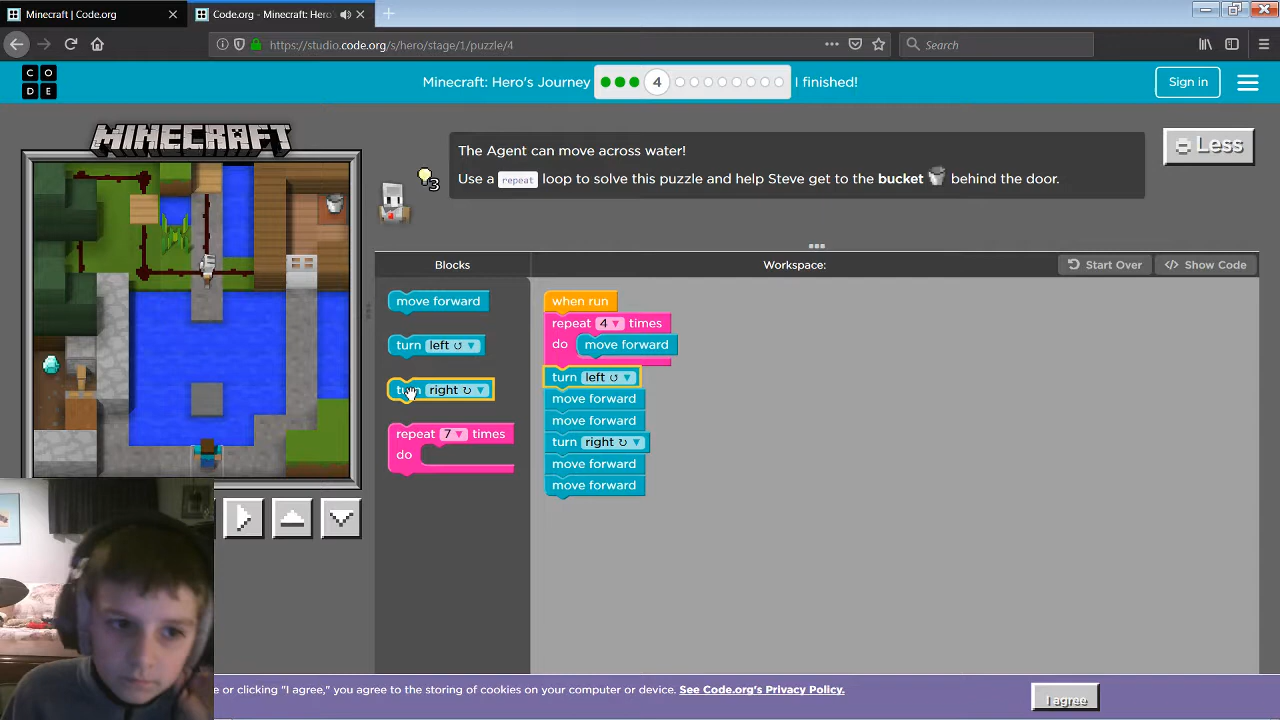 Minecraft | Code.org
Code.org - Minecraft: Hero'
https://studio.code.org/s/hero/stage/1/puzzle/4
Search
C O
D E
Minecraft: Hero's Journey
4
I finished!
Sign in
MINECRAFT
3
The Agent can move across water!
Use a repeat loop to solve this puzzle and help Steve get to the bucket behind the door.
Less
Blocks
Workspace:
Start Over
Show Code
move forward
turn left
turn right
repeat 7 times
do
when run
repeat 4 times
do move forward
turn left
move forward
move forward
turn right
move forward
move forward
e or clicking "I agree," you agree to the storing of cookies on your computer or device. See Code.org's Privacy Policy.
I agree